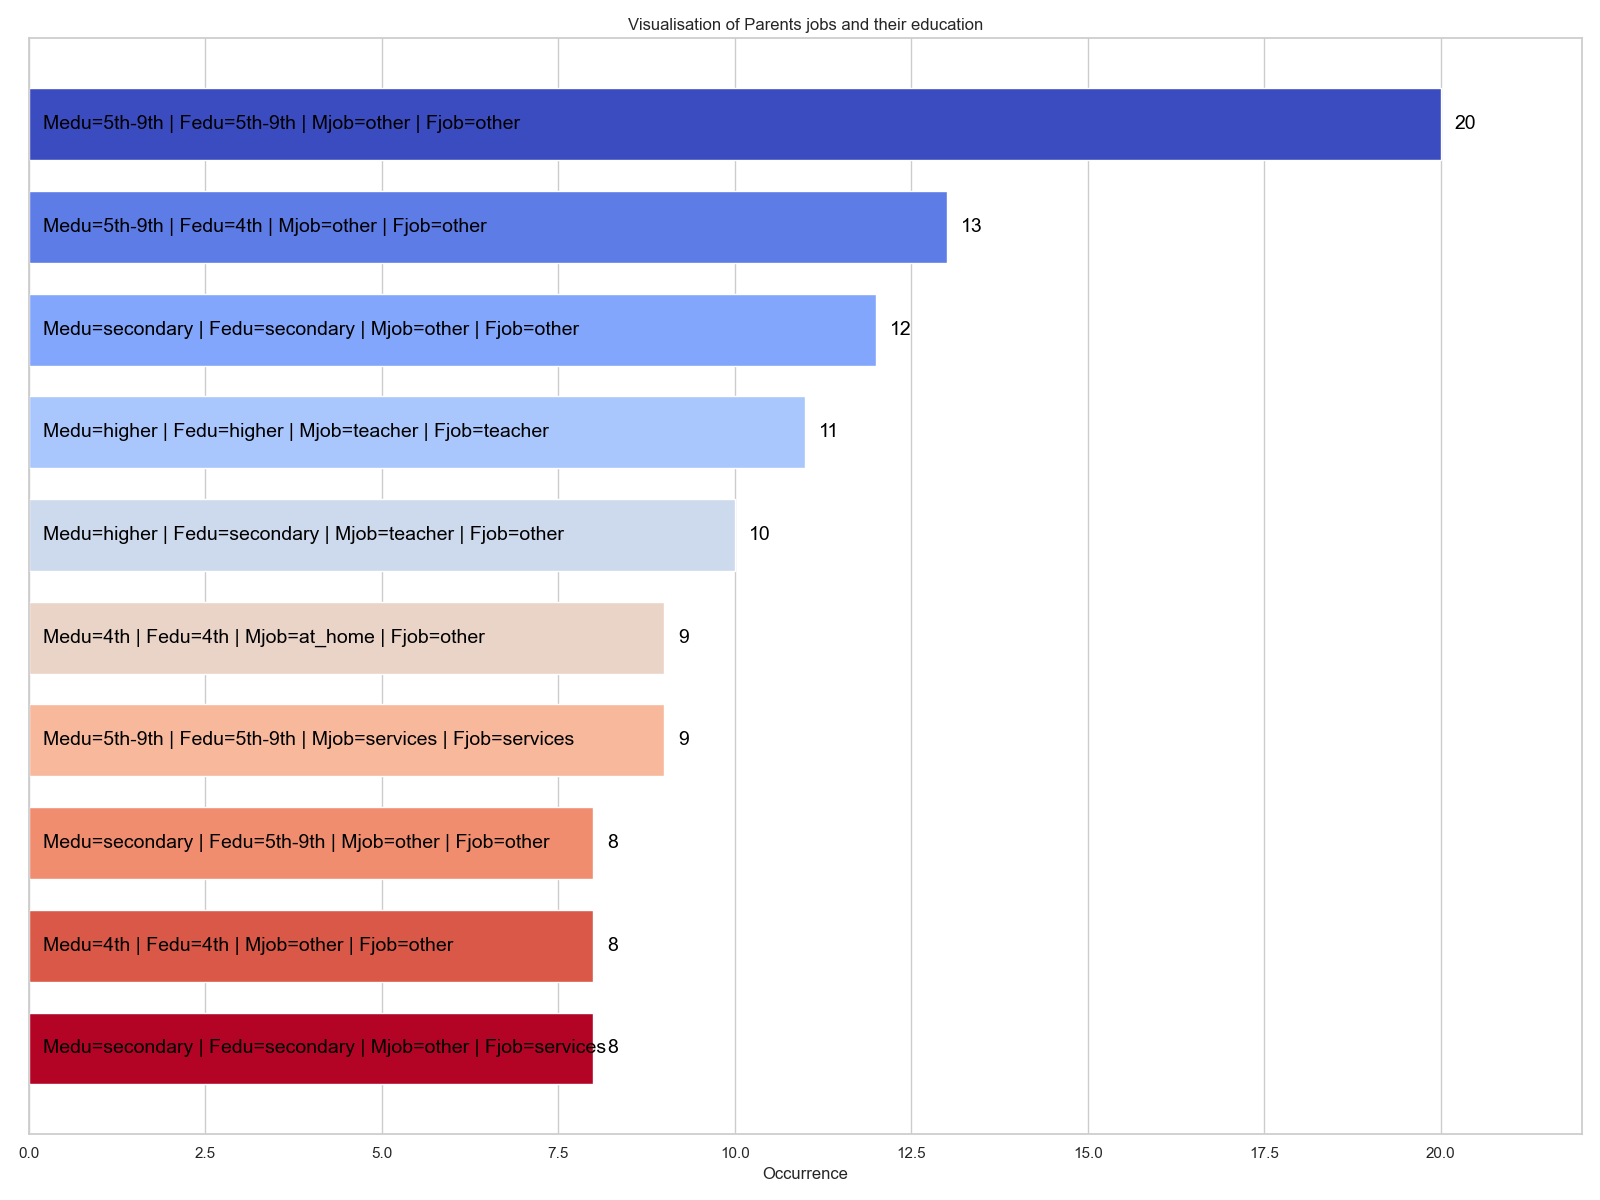 Visualisation of Parents jobs and their education
Medu=5th-9th | Fedu=5th-9th | Mjob=other | Fjob=other 20
Medu=5th-9th | Fedu=4th | Mjob=other | Fjob=other 13
Medu=secondary | Fedu=secondary | Mjob=other | Fjob=other 12
Medu=higher | Fedu=higher | Mjob=teacher | Fjob=teacher 11
Medu=higher | Fedu=secondary | Mjob=teacher | Fjob=other 10
Medu=4th | Fedu=4th | Mjob=at_home | Fjob=other 9
Medu=5th-9th | Fedu=5th-9th | Mjob=services | Fjob=services 9
Medu=secondary | Fedu=5th-9th | Mjob=other | Fjob=other 8
Medu=4th | Fedu=4th | Mjob=other | Fjob=other 8
Medu=secondary | Fedu=secondary | Mjob=other | Fjob=services 8
0.0 2.5 5.0 7.5 10.0 12.5 15.0 17.5 20.0
Occurrence